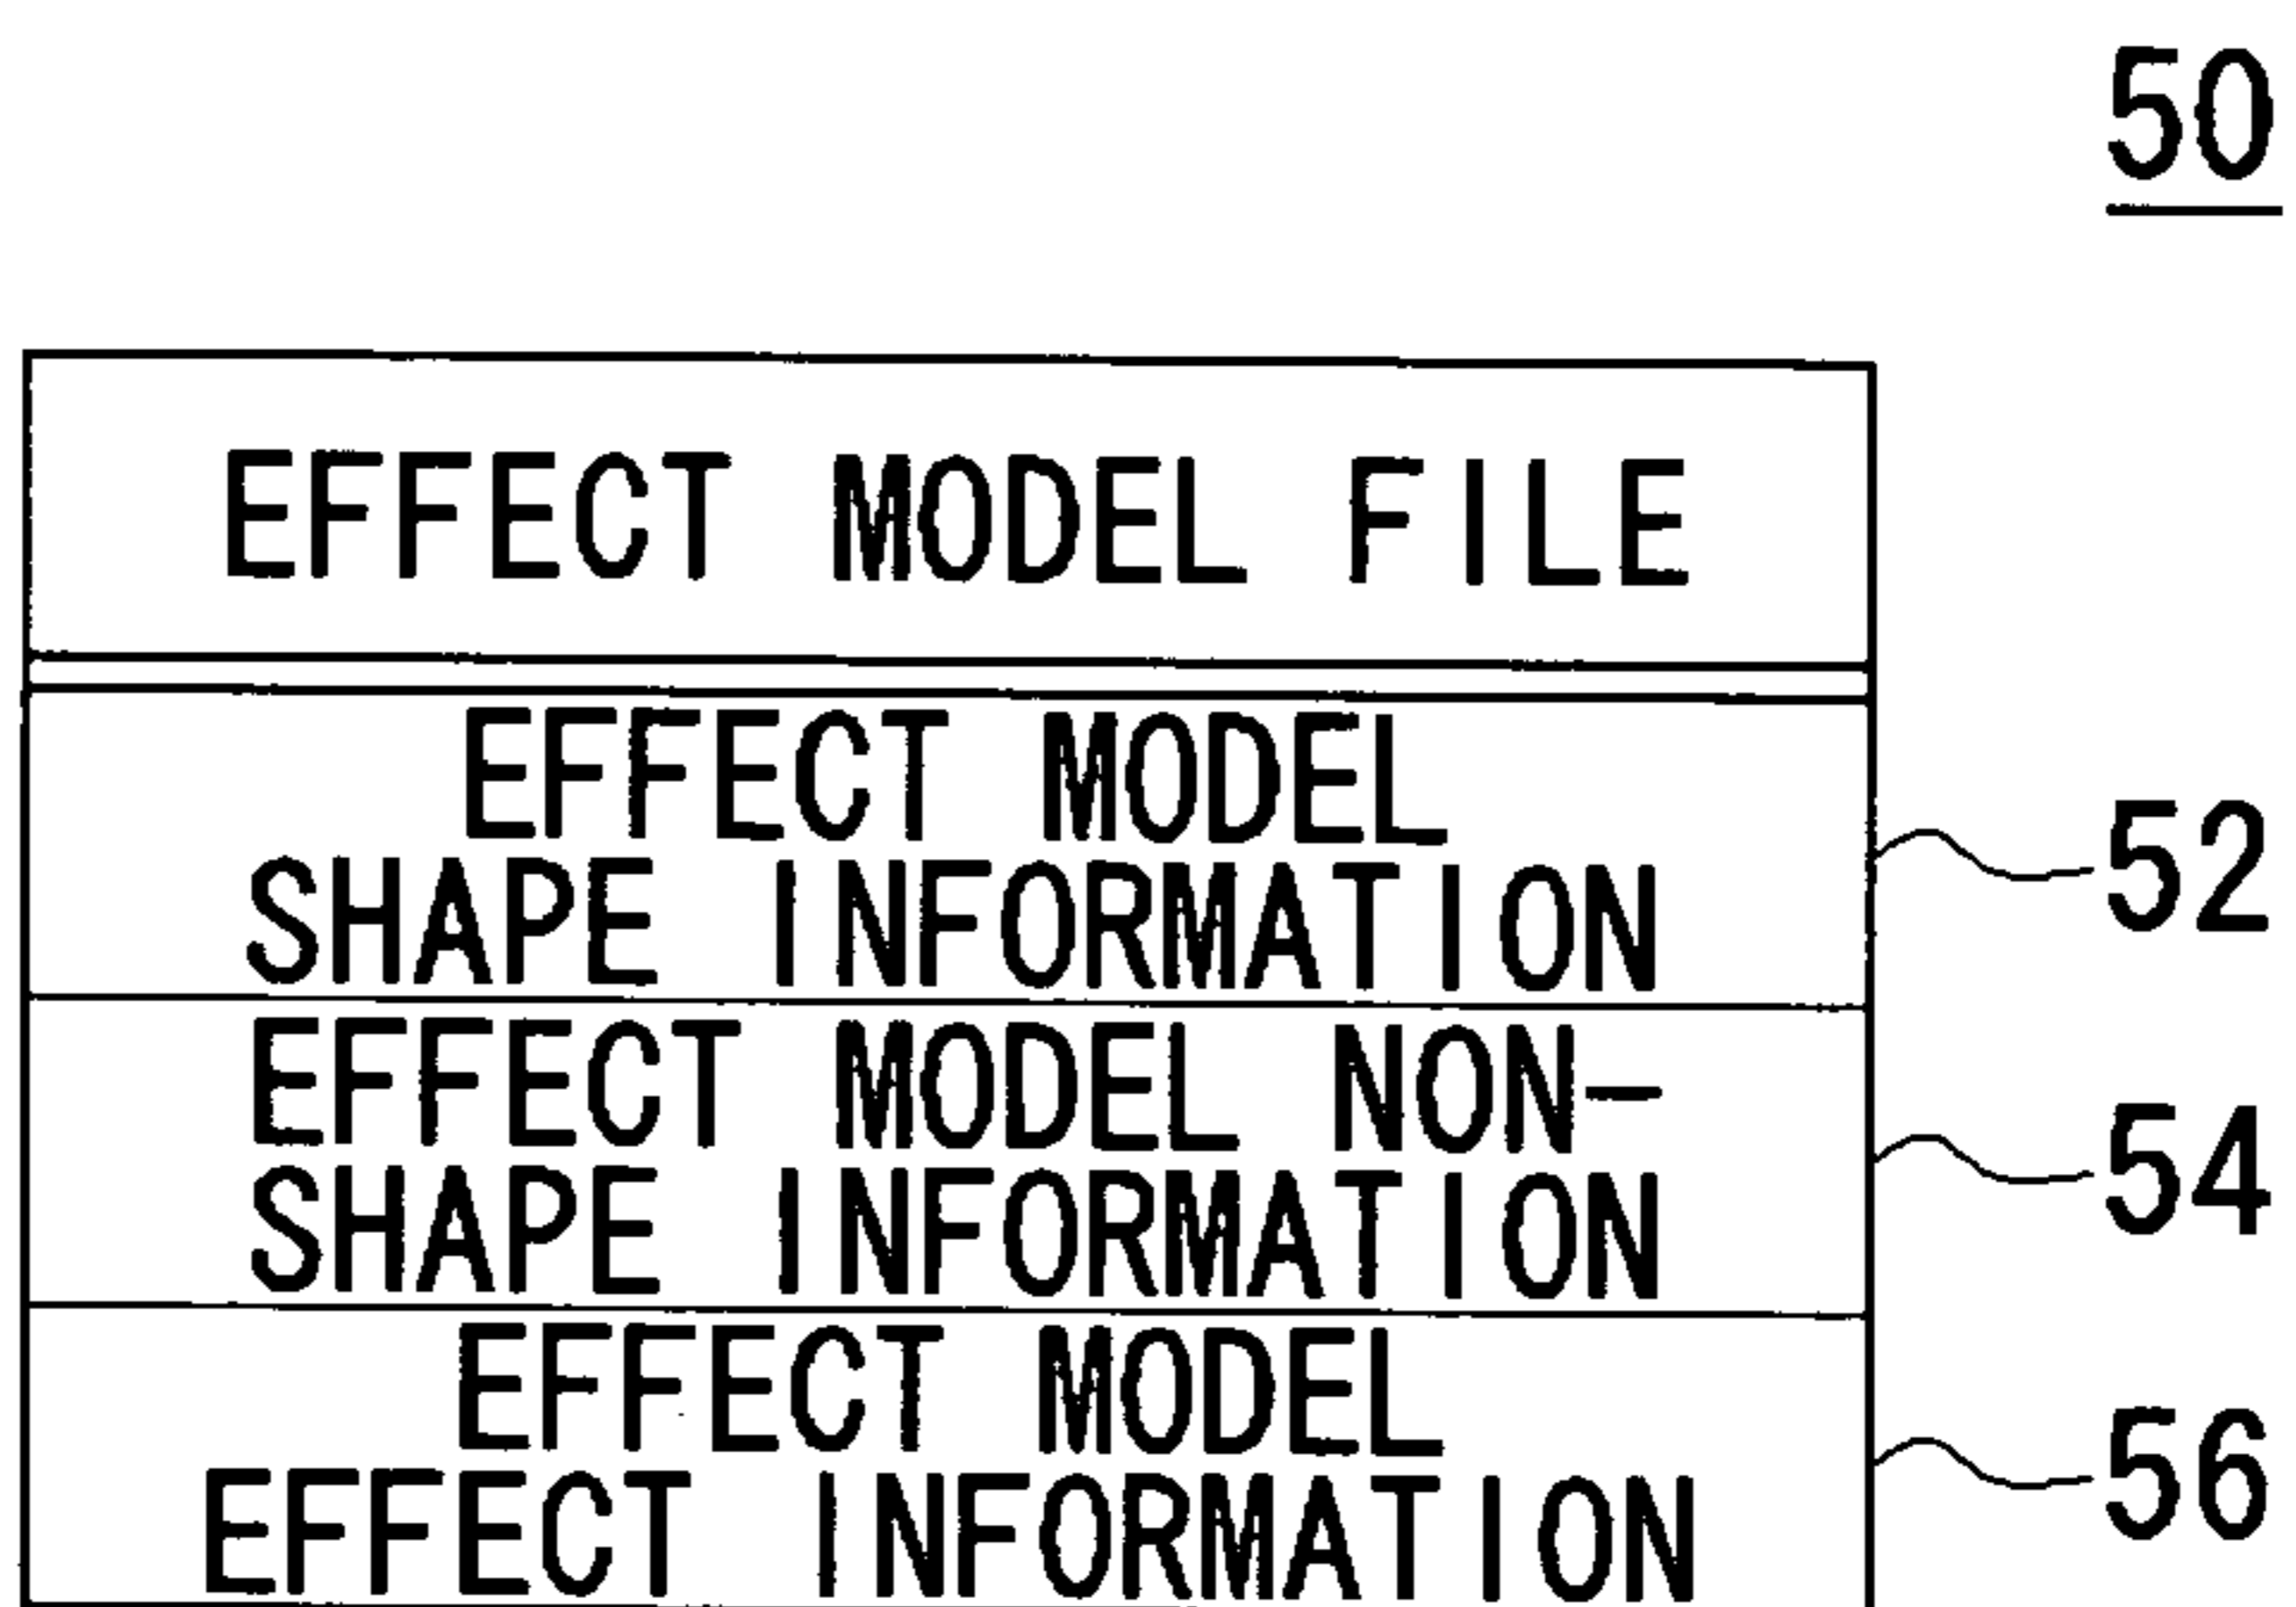 50
EFFECT MODEL FILE
EFFECT MODEL
SHAPE INFORMATION
52
EFFECT MODEL NON-
SHAPE INFORMATION
54
EFFECT MODEL
EFFECT INFORMATION
56